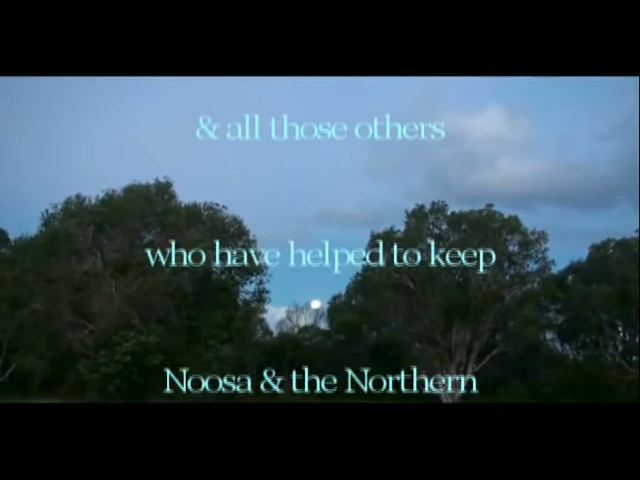 & all those others
who have helped to keep
Noosa & the Northern